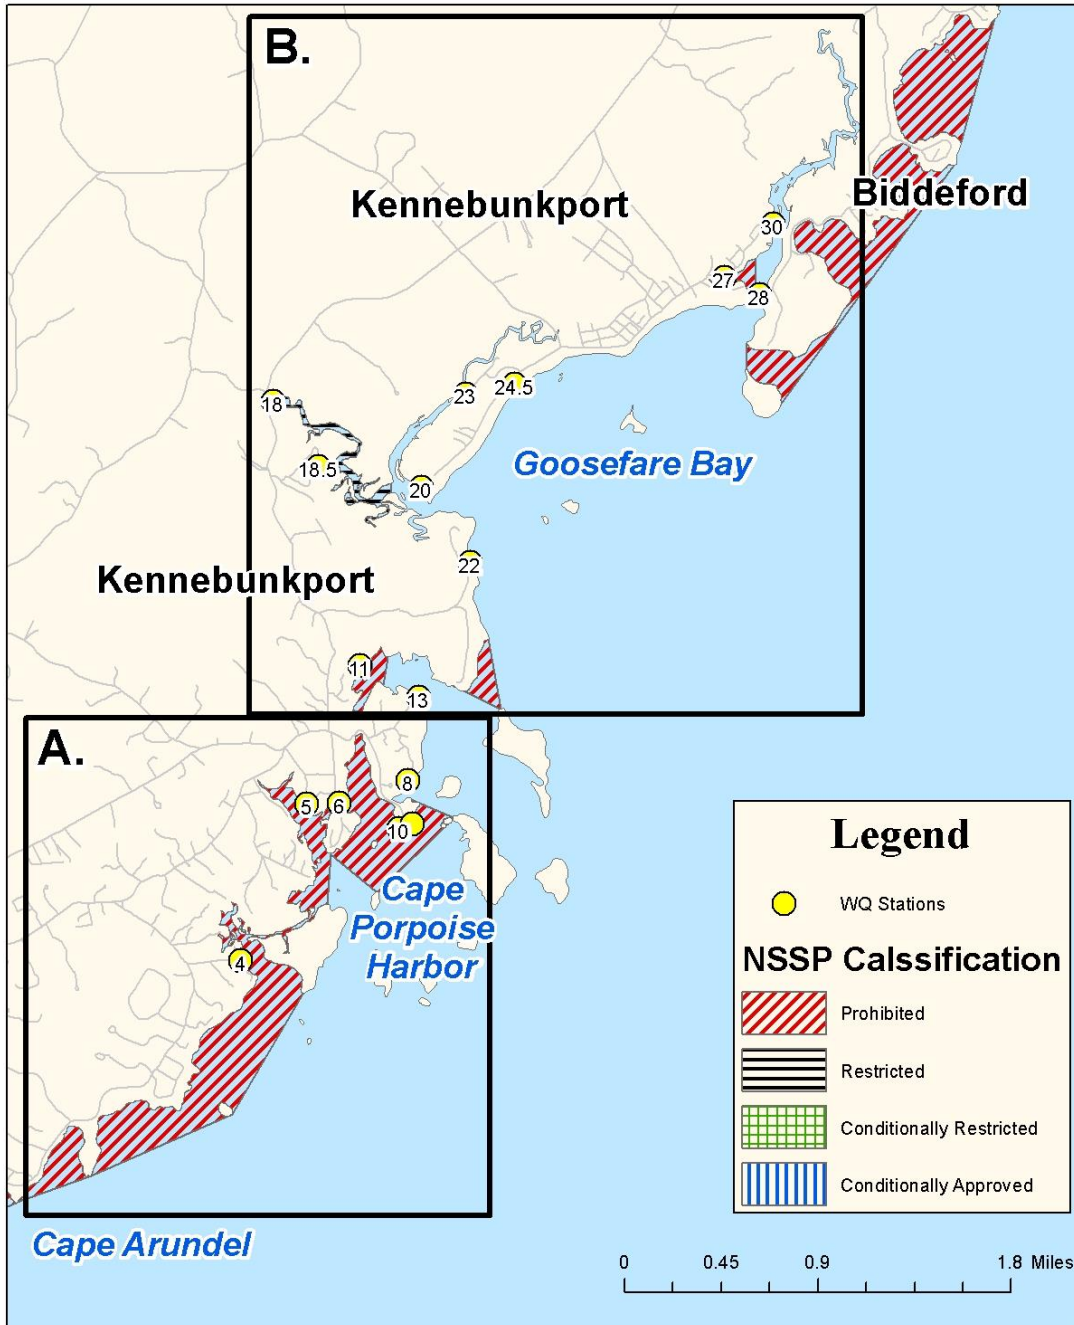 B.
Kennebunkport
Biddeford
30
27
28
18
23
24.5
18.5
Goosefare Bay
20
22
Kennebunkport
11
13
A.
8
5
6
10
Cape
Porpoise
Harbor
4
Cape Arundel
Legend
WQ Stations
NSSP Calssification
Prohibited
Restricted
Conditionally Restricted
Conditionally Approved
0 0.45 0.9 1.8 Miles